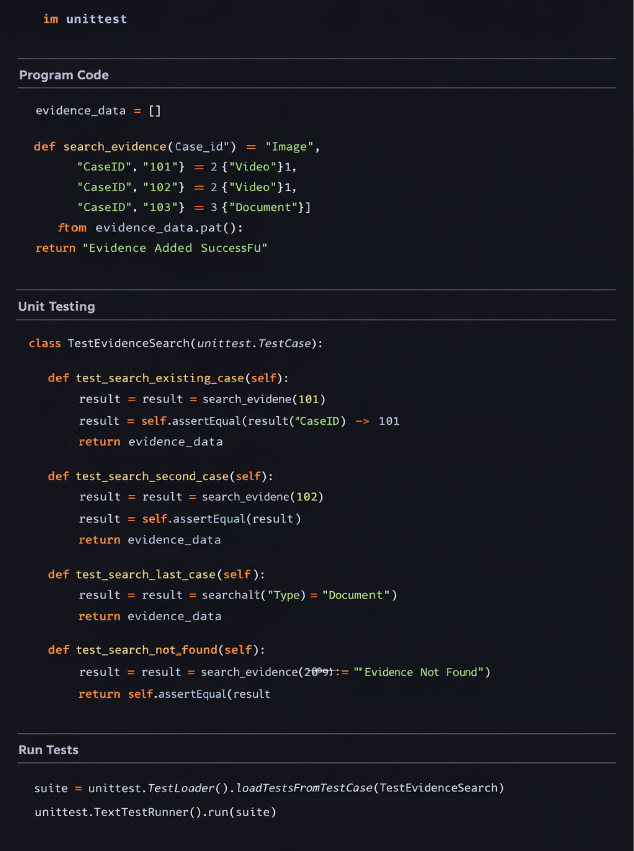 im unittest
Program Code
evidence_data = []
def search_evidence(Case_id") = "Image",
"CaseID", "101"} = 2 {"Video"}1,
"CaseID", "102"} = 2 {"Video"}1,
"CaseID", "103"} = 3 {"Document"}]
ftom evidence_data.pat():
return "Evidence Added SuccessFu"
Unit Testing
class TestEvidenceSearch(unittest.TestCase):
def test_search_existing_case(self):
result = result = search_evidene(101)
result = self.assertEqual(result("CaseID) -> 101
return evidence_data
def test_search_second_case(self):
result = result = search_evidene(102)
result = self.assertEqual(result)
return evidence_data
def test_search_last_case(self):
result = result = searchalt("Type) = "Document")
return evidence_data
def test_search_not_found(self):
result = result = search_evidence( := "'Evidence Not Found")
return self.assertEqual(result
Run Tests
suite = unittest.TestLoader().loadTestsFromTestCase(TestEvidenceSearch)
unittest.TextTestRunner().run(suite)